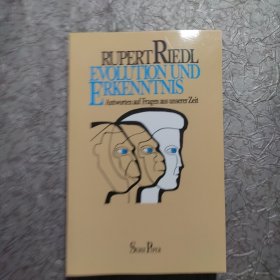 RUPERT RIEDL
EVOLUTION UND
ERKENNTNIS
Antworten auf Fragen aus unserer Zeit
SERIE PIPER